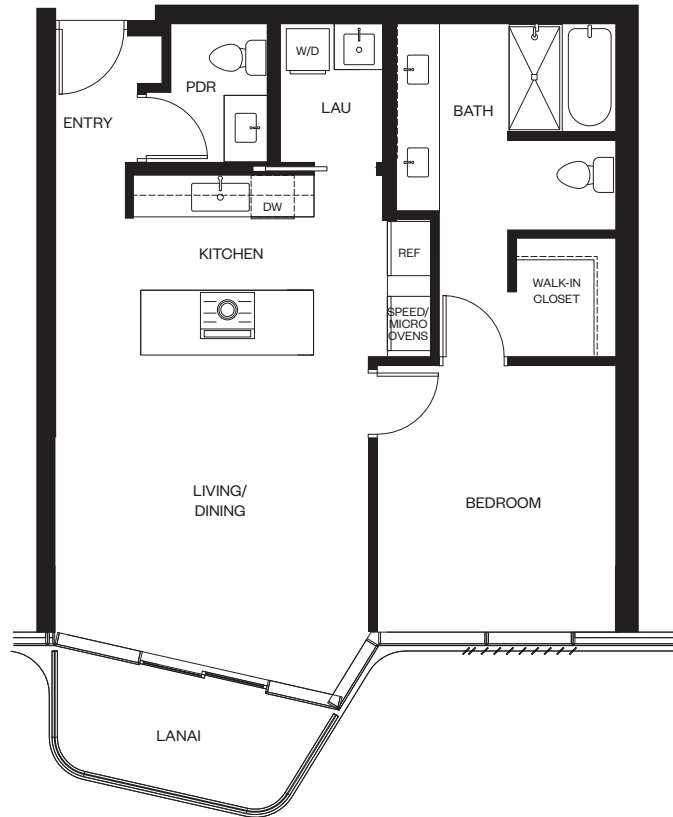 W/D
PDR
LAU
BATH
ENTRY
DW
KITCHEN
REF
WALK-IN
CLOSET
SPEED/
MICRO
OVENS
LIVING/
DINING
BEDROOM
LANAI